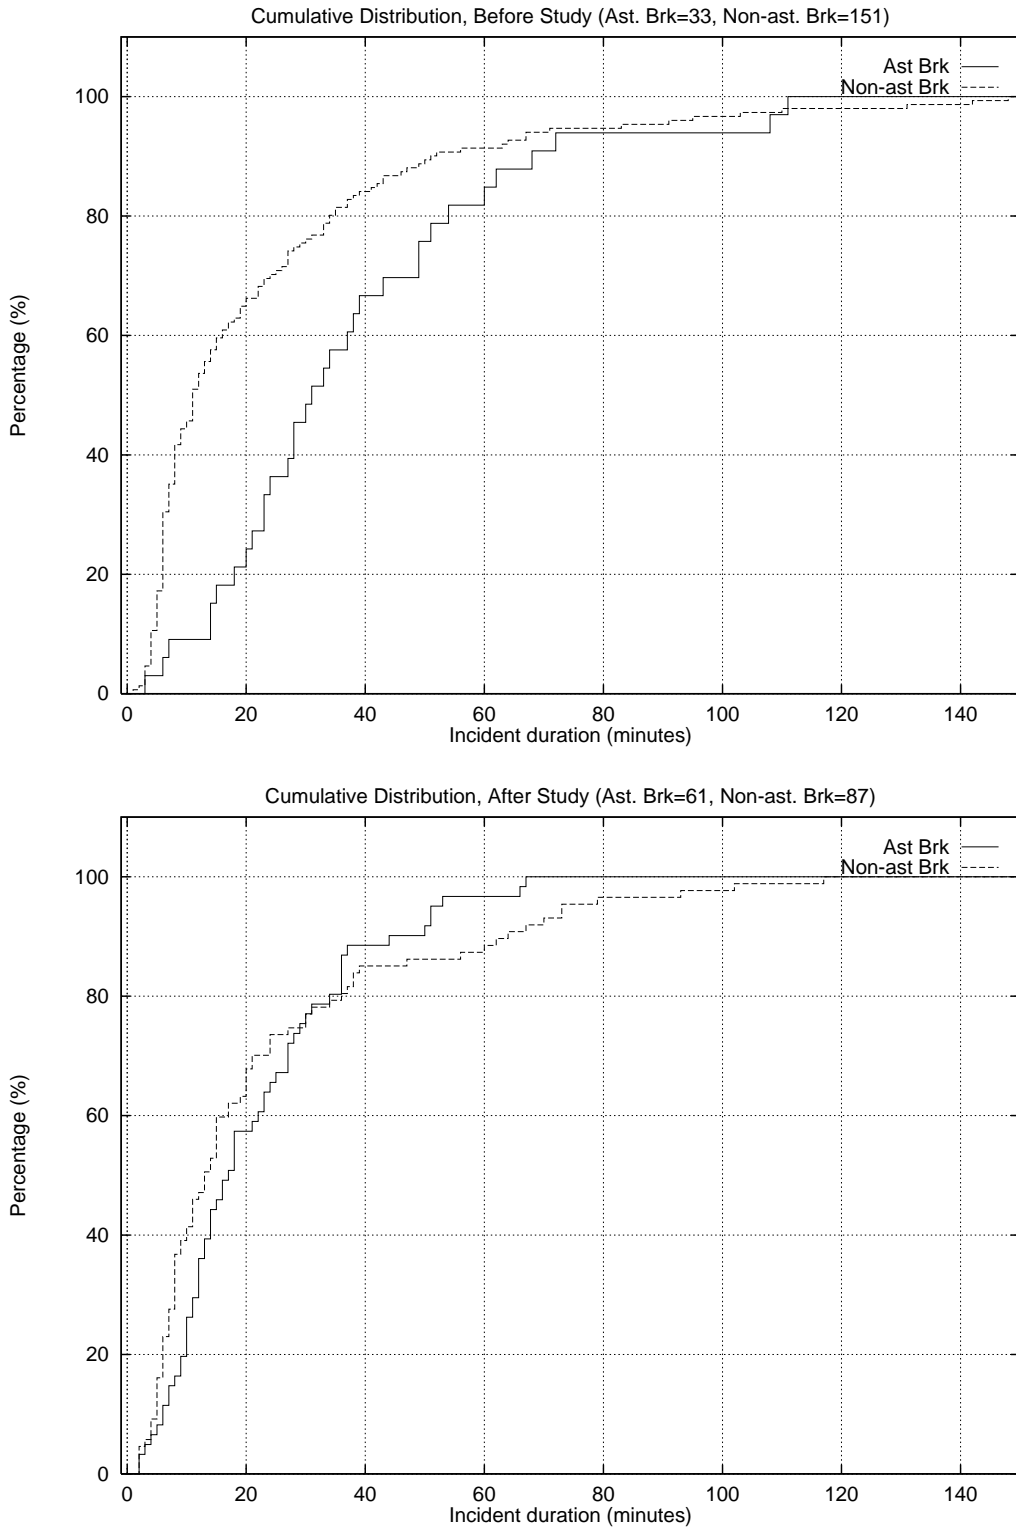 Cumulative Distribution, Before Study (Ast. Brk=33, Non-ast. Brk=151)
Ast Brk
Non-ast Brk
100
80
60
40
20
0
Percentage (%)
0 20 40 60 80 100 120 140
Incident duration (minutes)
Cumulative Distribution, After Study (Ast. Brk=61, Non-ast. Brk=87)
Ast Brk
Non-ast Brk
100
80
60
40
20
0
Percentage (%)
0 20 40 60 80 100 120 140
Incident duration (minutes)